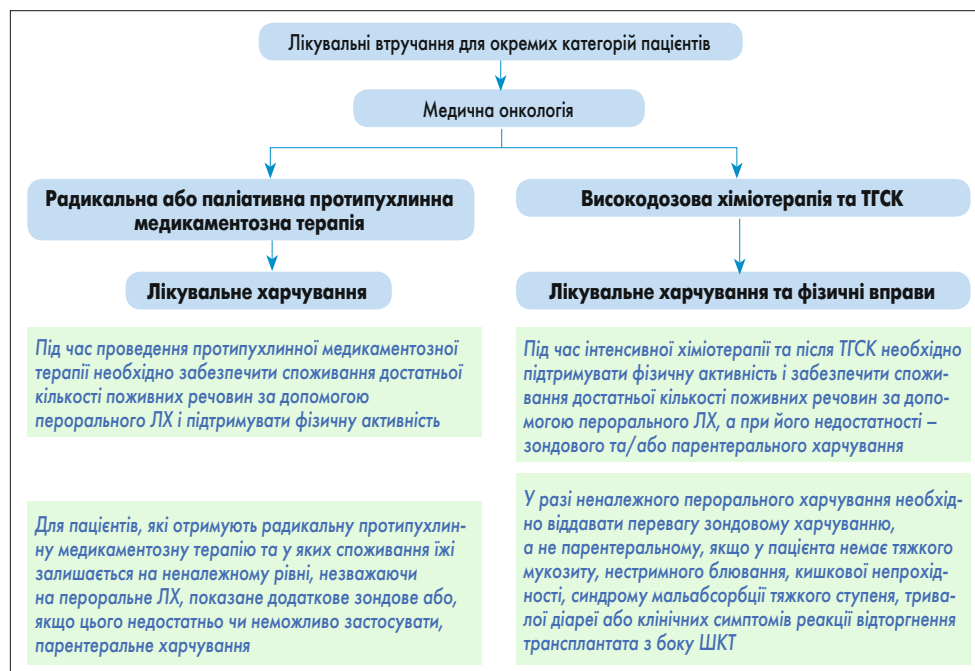 Лікувальні втручання для окремих категорій пацієнтів
Медична онкологія
Радикальна або паліативна протипухлинна
медикаментозна терапія
Високодозова хіміотерапія та ТГСК
Лікувальне харчування
Лікувальне харчування та фізичні вправи
Під час проведення протипухлинної медикаментозної
терапії необхідно забезпечити споживання достатньої
кількості поживних речовин за допомогою
перорального ЛХ і підтримувати фізичну активність
Під час інтенсивної хіміотерапії та після ТГСК необхідно
підтримувати фізичну активність і забезпечити спожи-
вання достатньої кількості поживних речовин за допо-
могою перорального ЛХ, а при його недостатності –
зондового та/або парентерального харчування
Для пацієнтів, які отримують радикальну протипухлин-
ну медикаментозну терапію та у яких споживання їжі
залишається на неналежному рівні, незважаючи
на пероральне ЛХ, показане додаткове зондове або,
якщо цього недостатньо чи неможливо застосувати,
парентеральне харчування
У разі неналежного перорального харчування необхід-
но віддавати перевагу зондовому харчуванню,
а не парентеральному, якщо у пацієнта немає тяжкого
мукозиту, нестримного блювання, кишкової непрохід-
ності, синдрому мальабсорбції тяжкого ступеня, трива-
лої діареї або клінічних симптомів реакції відторгнення
трансплантата з боку ШКТ